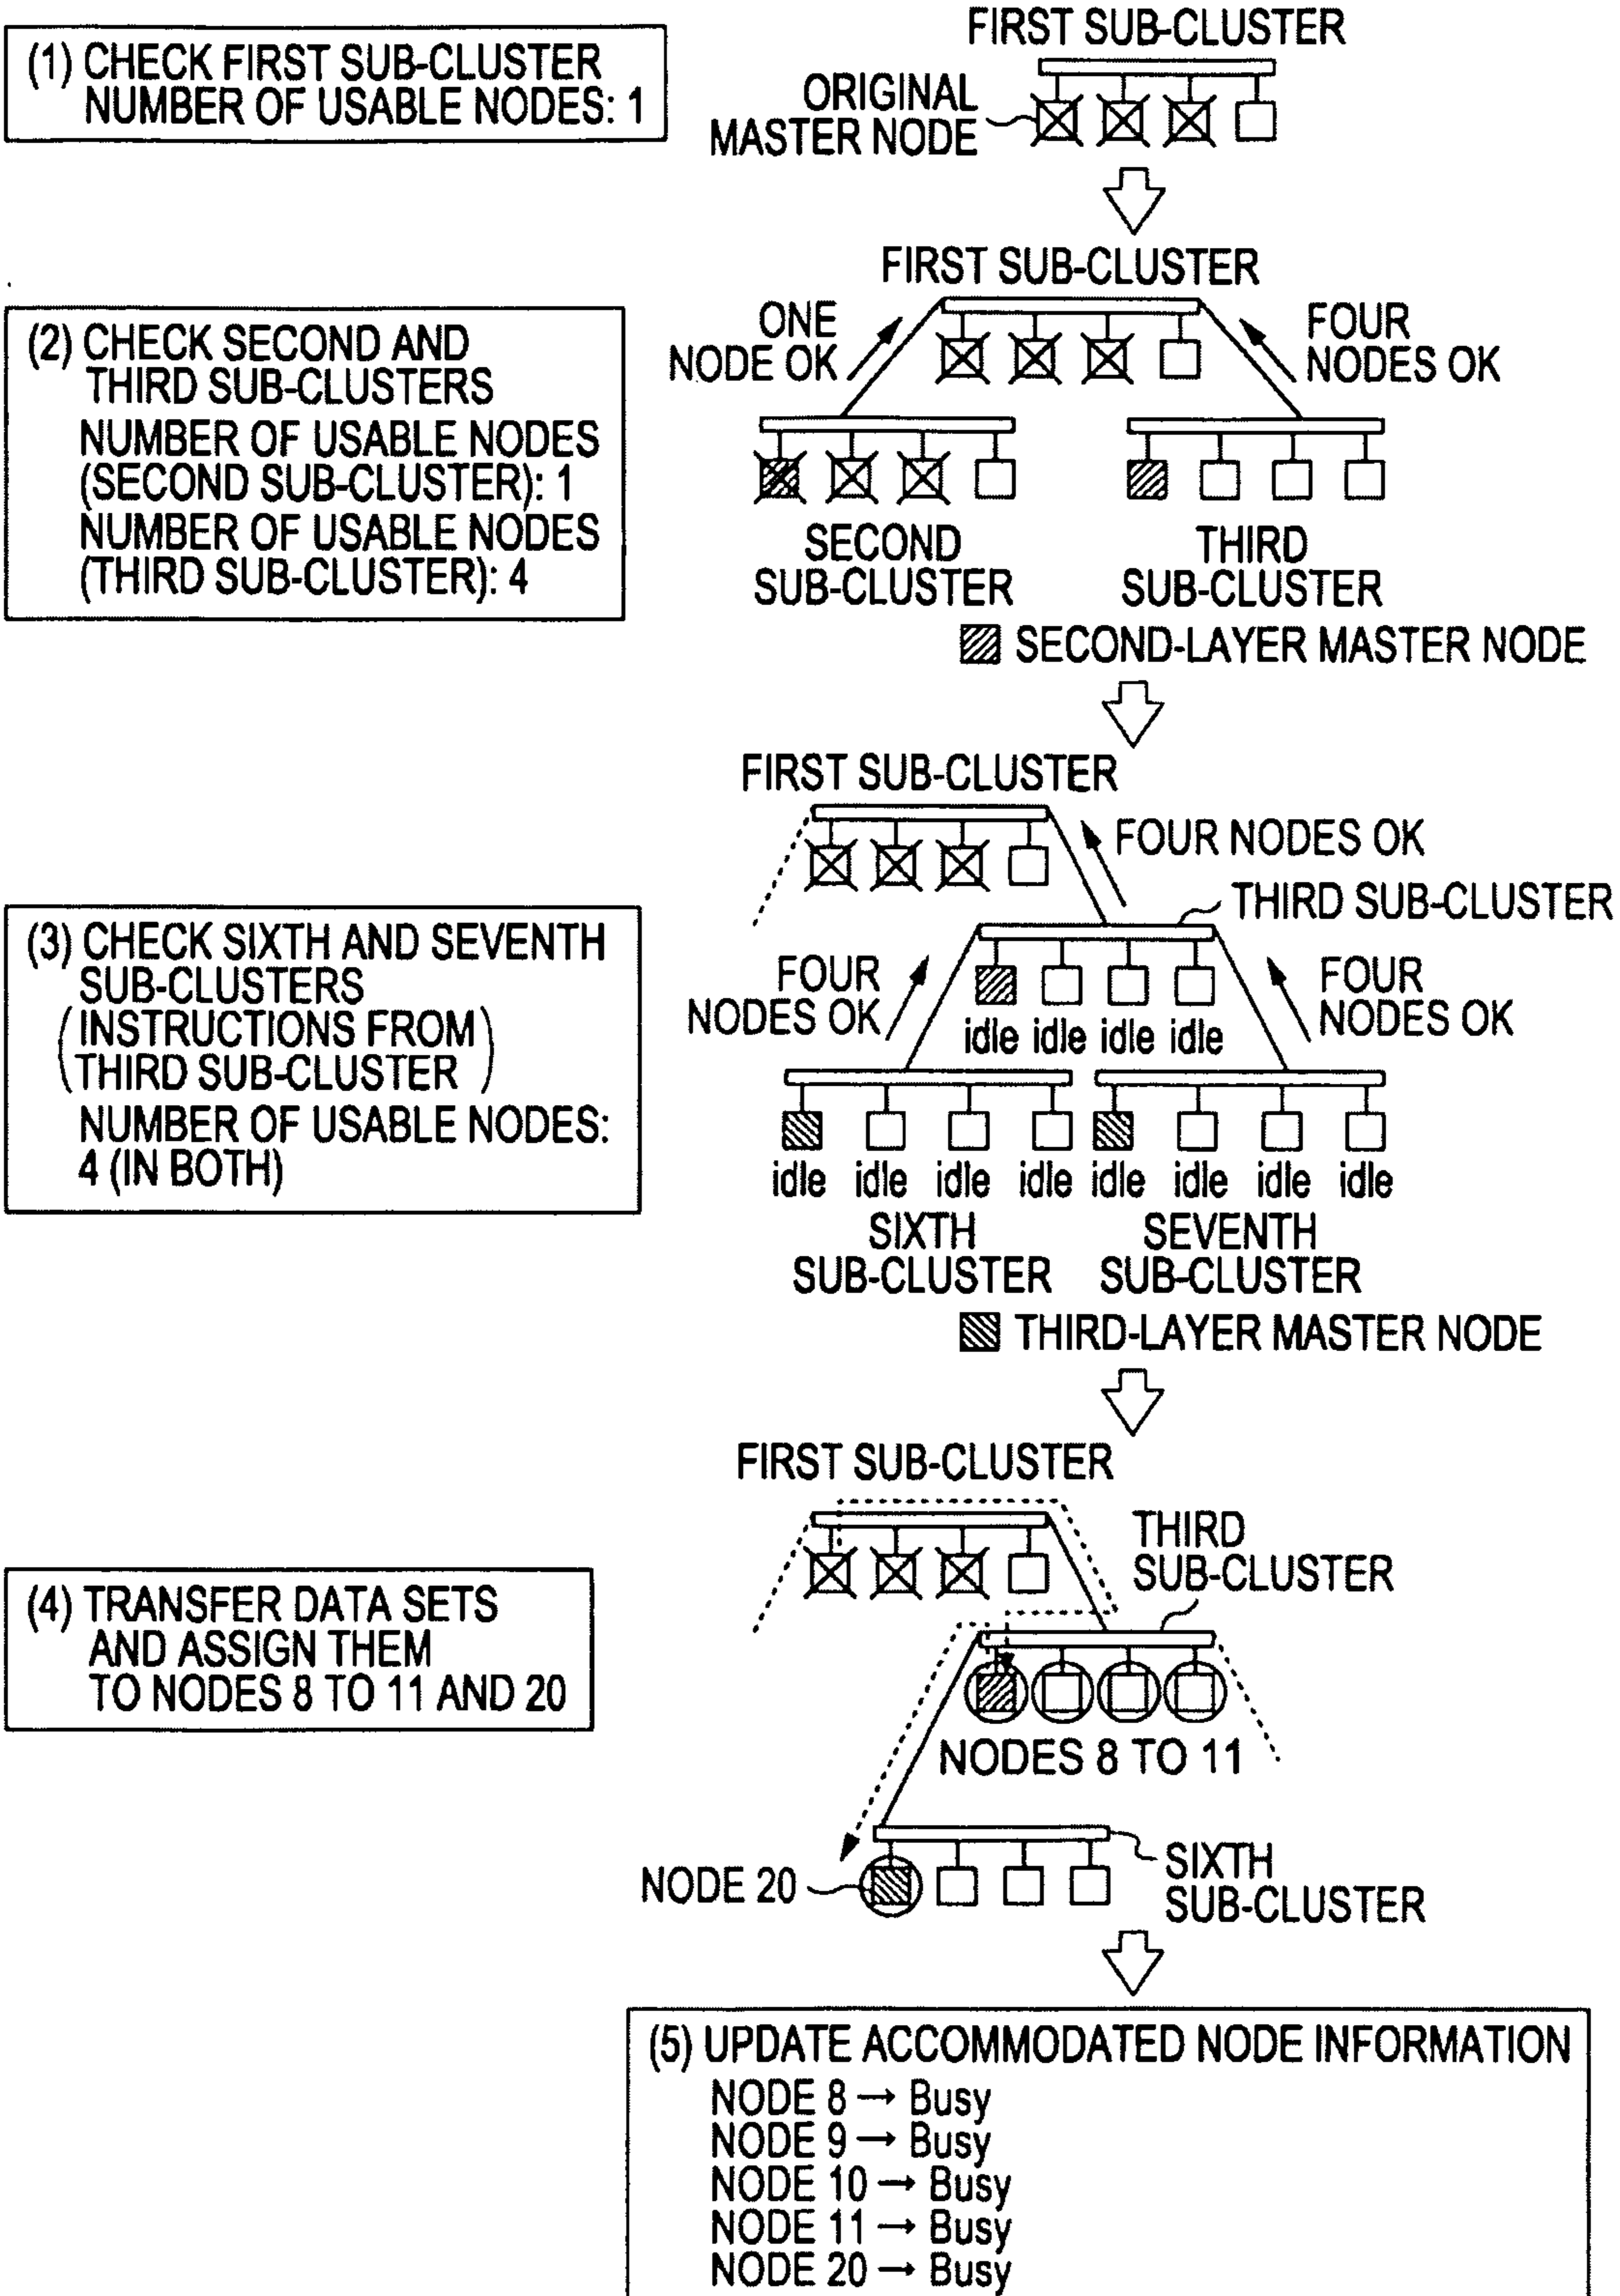 (1) CHECK FIRST SUB-CLUSTER
NUMBER OF USABLE NODES: 1
FIRST SUB-CLUSTER
ORIGINAL
MASTER NODE
(2) CHECK SECOND AND
THIRD SUB-CLUSTERS
NUMBER OF USABLE NODES
(SECOND SUB-CLUSTER): 1
NUMBER OF USABLE NODES
(THIRD SUB-CLUSTER): 4
FIRST SUB-CLUSTER
ONE
NODE OK
FOUR
NODES OK
SECOND
SUB-CLUSTER
THIRD
SUB-CLUSTER
SECOND-LAYER MASTER NODE
(3) CHECK SIXTH AND SEVENTH
SUB-CLUSTERS
(INSTRUCTIONS FROM
THIRD SUB-CLUSTER)
NUMBER OF USABLE NODES:
4 (IN BOTH)
FIRST SUB-CLUSTER
FOUR NODES OK
THIRD SUB-CLUSTER
FOUR
NODES OK
FOUR
NODES OK
idle idle idle idle
idle idle idle idle idle idle idle idle
SIXTH
SUB-CLUSTER
SEVENTH
SUB-CLUSTER
THIRD-LAYER MASTER NODE
(4) TRANSFER DATA SETS
AND ASSIGN THEM
TO NODES 8 TO 11 AND 20
FIRST SUB-CLUSTER
THIRD
SUB-CLUSTER
NODES 8 TO 11
NODE 20
SIXTH
SUB-CLUSTER
(5) UPDATE ACCOMMODATED NODE INFORMATION
NODE 8 → Busy
NODE 9 → Busy
NODE 10 → Busy
NODE 11 → Busy
NODE 20 → Busy